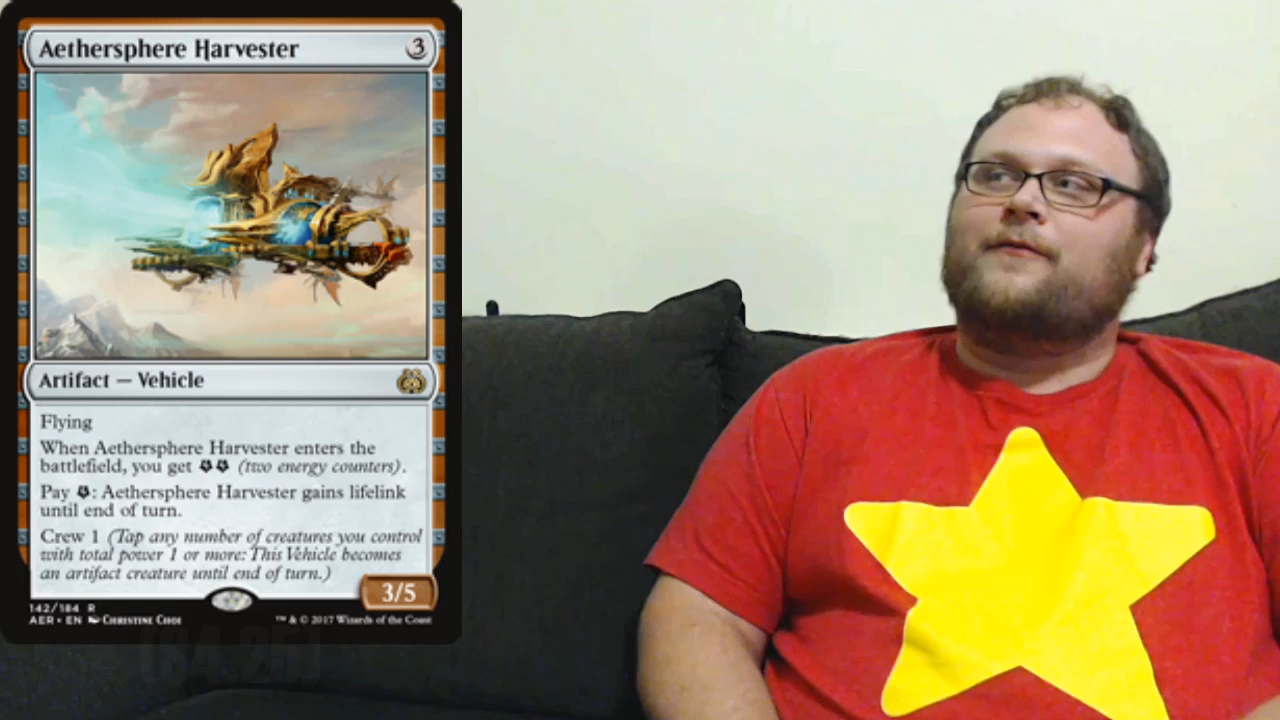 Aethersphere Harvester 3
Artifact — Vehicle
Flying
When Aethersphere Harvester enters the
battlefield, you get (two energy counters).
Pay : Aethersphere Harvester gains lifelink
until end of turn.
Crew 1 (Tap any number of creatures you control
with total power 1 or more: This Vehicle becomes
an artifact creature until end of turn.)
3/5
142/184 R
AER • EN Christine Choi
™ & © 2017 Wizards of the Coast